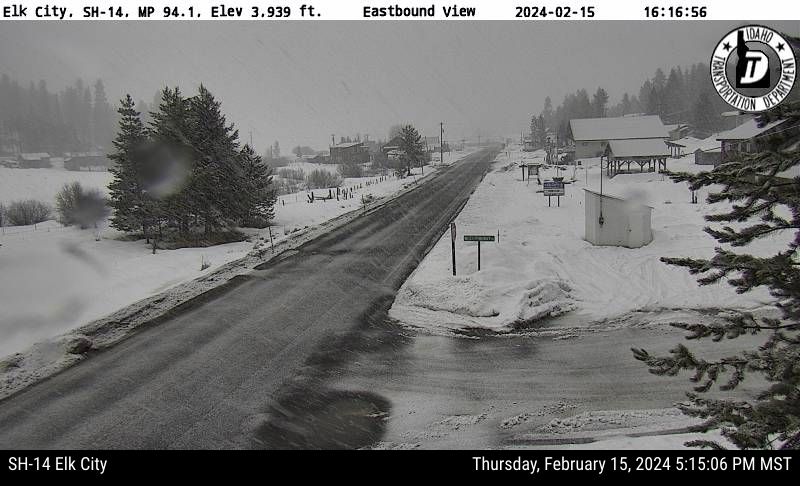 Elk City, SH-14, MP 94.1, Elev 3,939 ft. Eastbound View 2024-02-15 16:16:56
IDAHO
TRANSPORTATION DEPARTMENT
SH-14 Elk City Thursday, February 15, 2024 5:15:06 PM MST